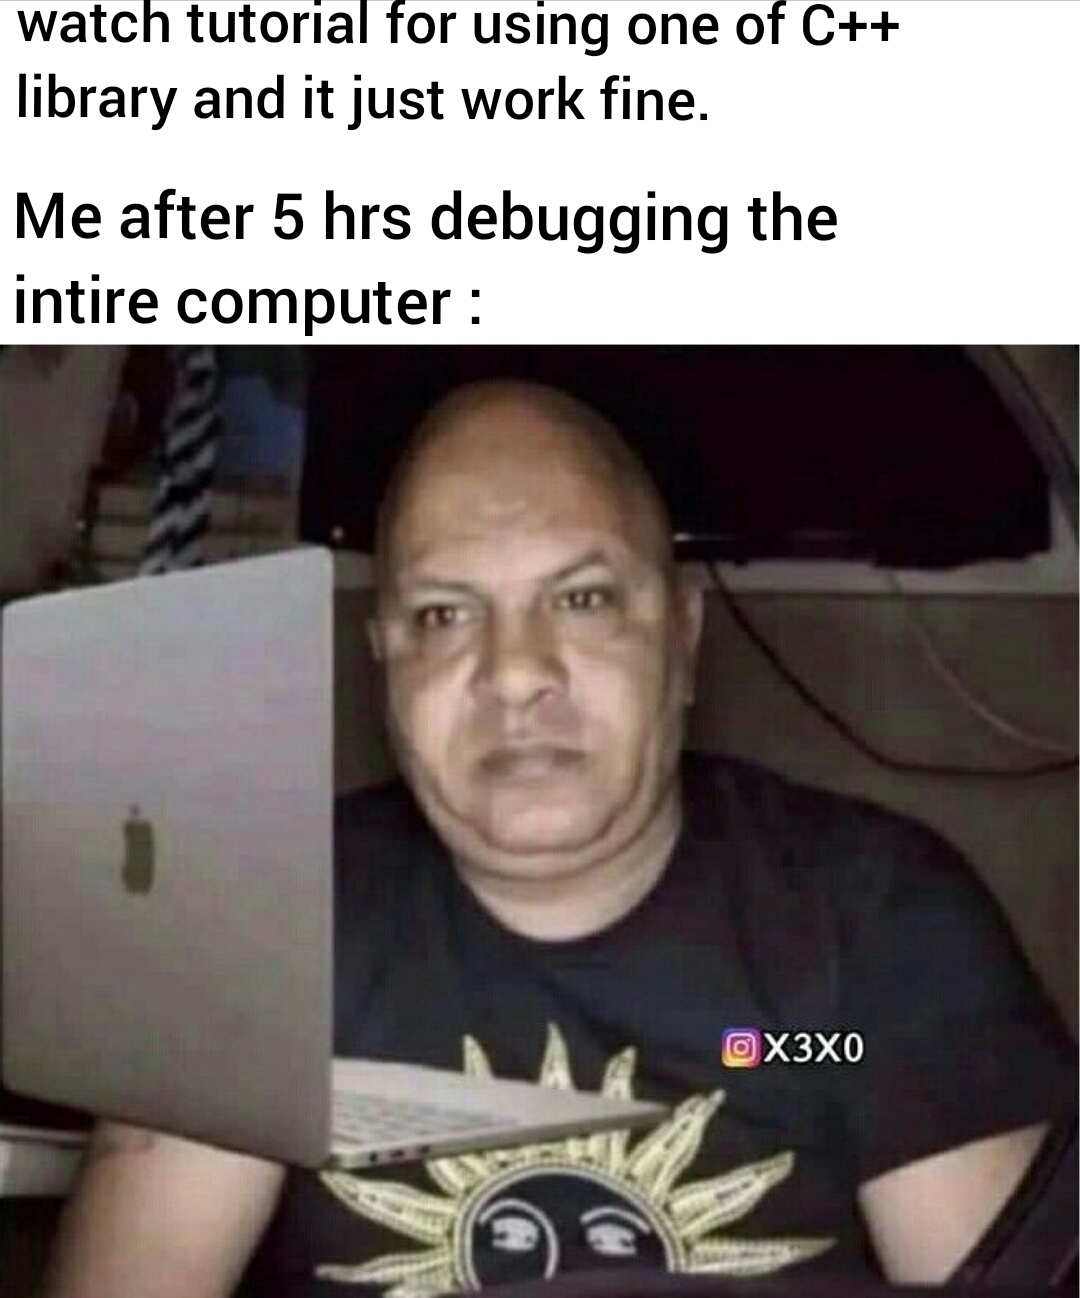 watch tutorial for using one of C++
library and it just work fine.
Me after 5 hrs debugging the
intire computer :
X3X0